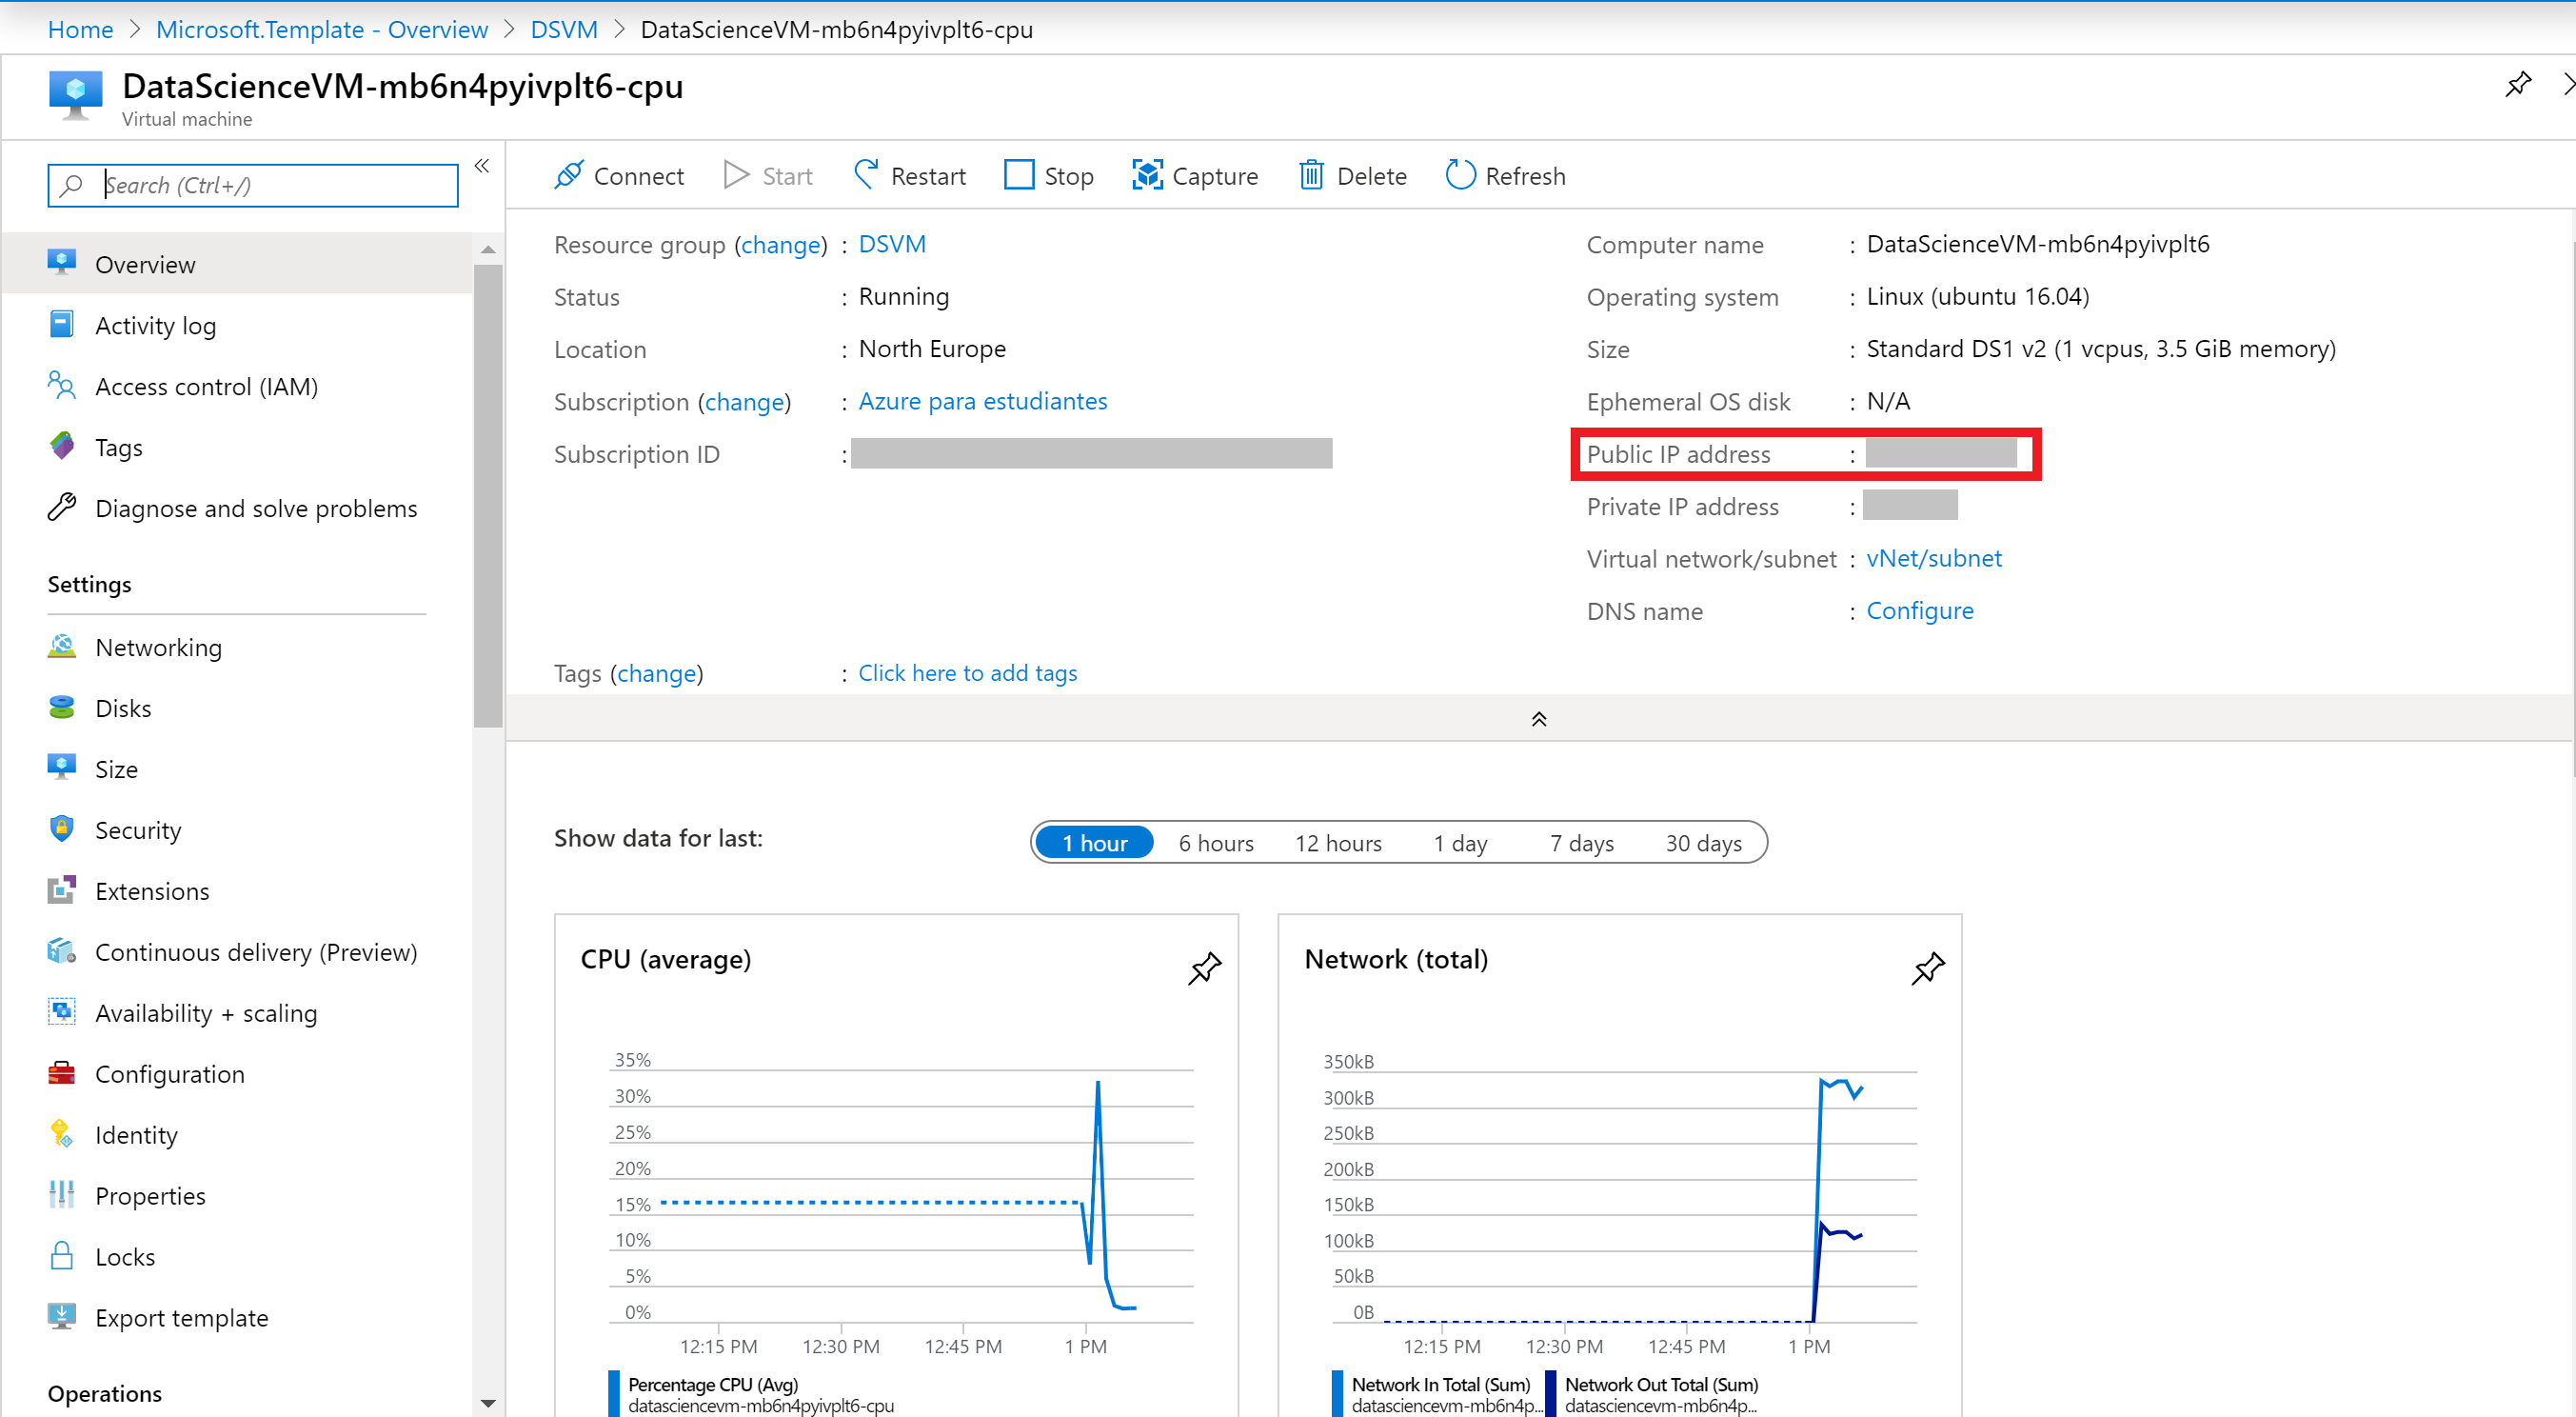 Home > Microsoft.Template - Overview > DSVM > DataScienceVM-mb6n4pyivplt6-cpu
DataScienceVM-mb6n4pyivplt6-cpu
Virtual machine
Search (Ctrl+/)
Overview
Activity log
Access control (IAM)
Tags
Diagnose and solve problems
Settings
Networking
Disks
Size
Security
Extensions
Continuous delivery (Preview)
Availability + scaling
Configuration
Identity
Properties
Locks
Export template
Operations
Connect Start Restart Stop Capture Delete Refresh
Resource group (change) : DSVM
Status : Running
Location : North Europe
Subscription (change) : Azure para estudiantes
Subscription ID :
Computer name : DataScienceVM-mb6n4pyivplt6
Operating system : Linux (ubuntu 16.04)
Size : Standard DS1 v2 (1 vcpus, 3.5 GiB memory)
Ephemeral OS disk : N/A
Public IP address :
Private IP address :
Virtual network/subnet : vNet/subnet
DNS name : Configure
Tags (change) : Click here to add tags
Show data for last: 1 hour 6 hours 12 hours 1 day 7 days 30 days
CPU (average)
35%
30%
25%
20%
15%
10%
5%
0%
12:15 PM 12:30 PM 12:45 PM 1 PM
Percentage CPU (Avg)
datasciencevm-mb6n4pyivplt6-cpu
Network (total)
350kB
300kB
250kB
200kB
150kB
100kB
50kB
0B
12:15 PM 12:30 PM 12:45 PM 1 PM
Network In Total (Sum)
datasciencevm-mb6n4p...
Network Out Total (Sum)
datasciencevm-mb6n4p...